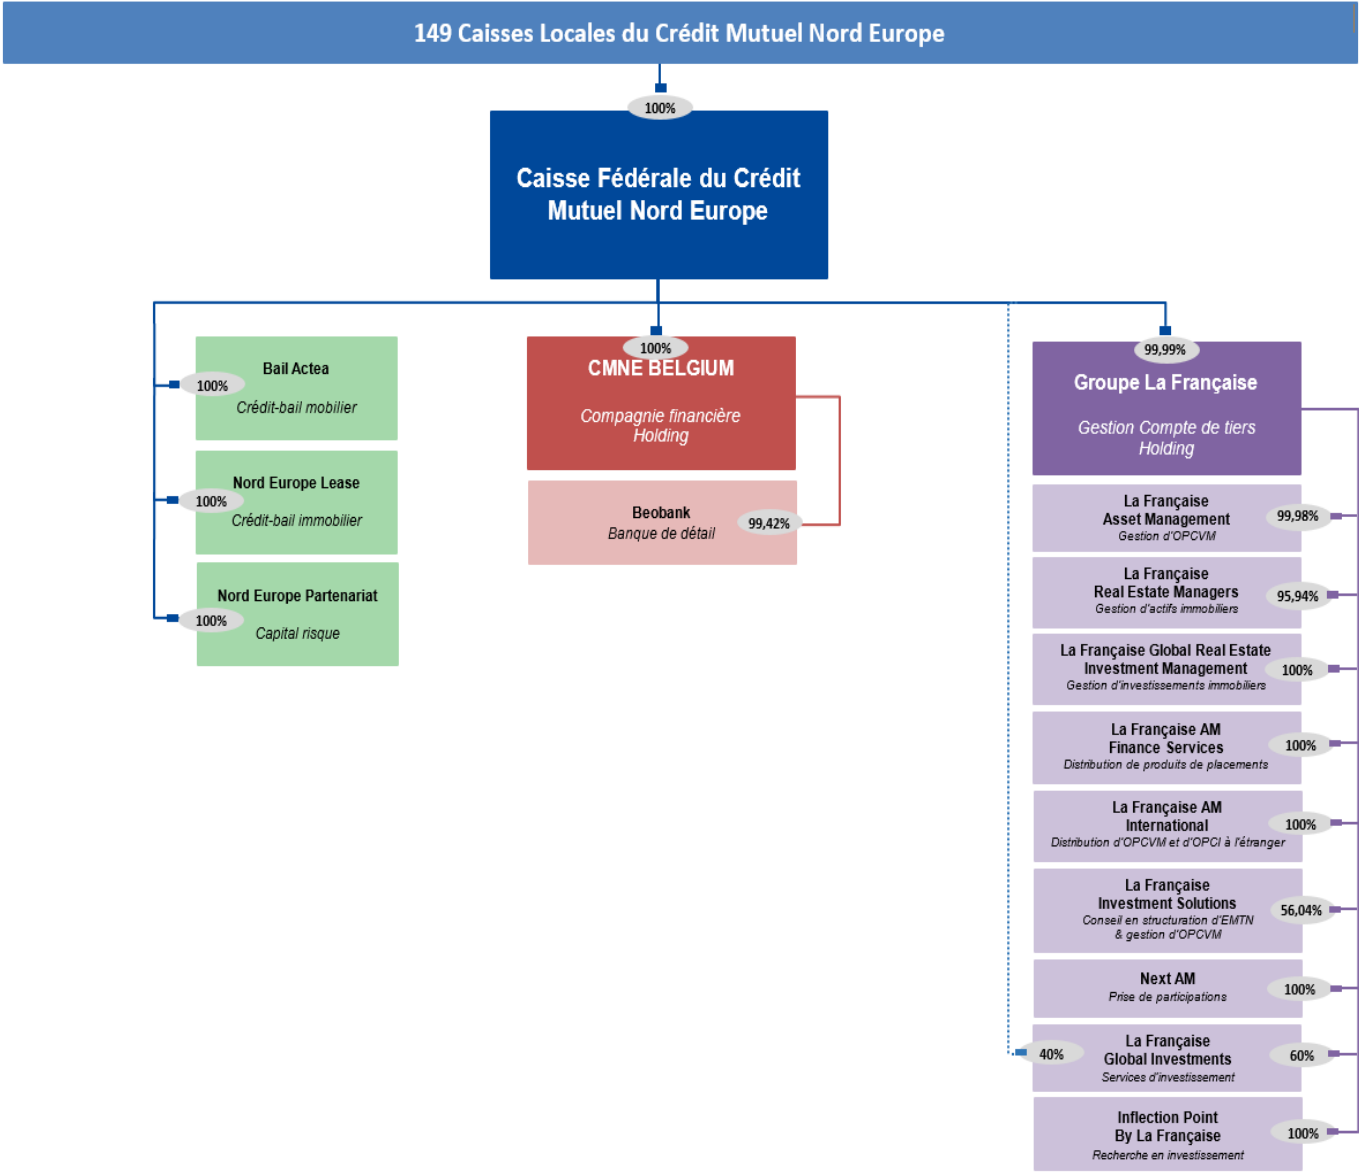 149 Caisses Locales du Crédit Mutuel Nord Europe
100%
Caisse Fédérale du Crédit
Mutuel Nord Europe
Bail Actea
100%
Crédit-bail mobilier
Nord Europe Lease
100%
Crédit-bail immobilier
Nord Europe Partenariat
100%
Capital risque
100%
CMNE BELGIUM
Compagnie financière
Holding
Beobank
99,42%
Banque de détail
99,99%
Groupe La Française
Gestion Compte de tiers
Holding
La Française
Asset Management
99,98%
Gestion d'OPCVM
La Française
Real Estate Managers
95,94%
Gestion d'actifs immobiliers
La Française Global Real Estate
Investment Management
100%
Gestion d'investissements immobiliers
La Française AM
Finance Services
100%
Distribution de produits de placements
La Française AM
International
100%
Distribution d'OPCVM et d'OPCI à l'étranger
La Française
Investment Solutions
56,04%
Conseil en structuration d'EMTN
& gestion d'OPCVM
Next AM
100%
Prise de participations
La Française
40%
Global Investments
60%
Services d'investissement
Inflection Point
By La Française
100%
Recherche en investissement